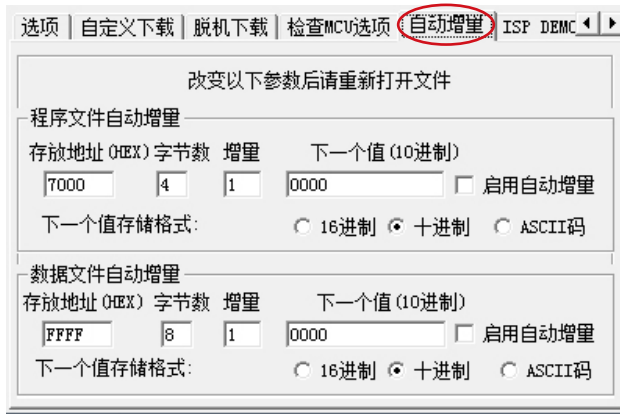 选项 自定义下载 脱机下载 检查MCU选项 自动增量 ISP DEMO
改变以下参数后请重新打开文件
程序文件自动增量
存放地址(HEX) 字节数 增量 下一个值(10进制)
7000 4 1 0000 启用自动增量
下一个值存储格式: 16进制 十进制 ASCII码
数据文件自动增量
存放地址(HEX) 字节数 增量 下一个值(10进制)
FFFF 8 1 0000 启用自动增量
下一个值存储格式: 16进制 十进制 ASCII码